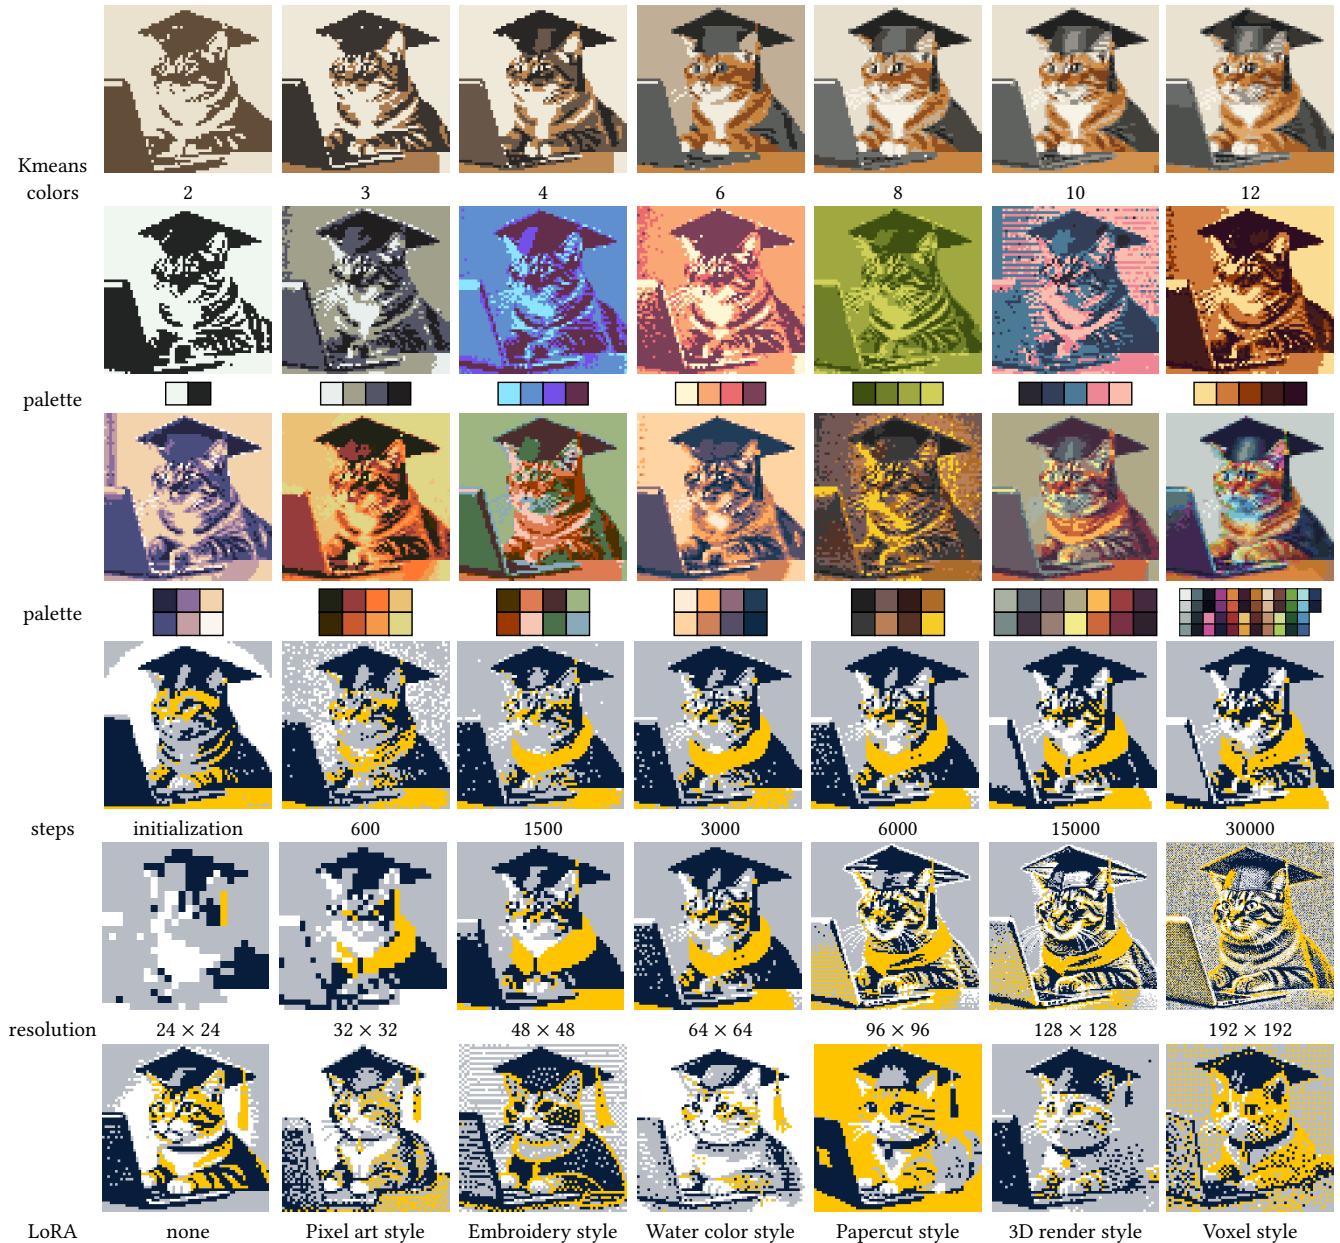 Kmeans
colors 2 3 4 6 8 10 12
palette
palette
steps initialization 600 1500 3000 6000 15000 30000
resolution 24 × 24 32 × 32 48 × 48 64 × 64 96 × 96 128 × 128 192 × 192
LoRA none Pixel art style Embroidery style Water color style Papercut style 3D render style Voxel style